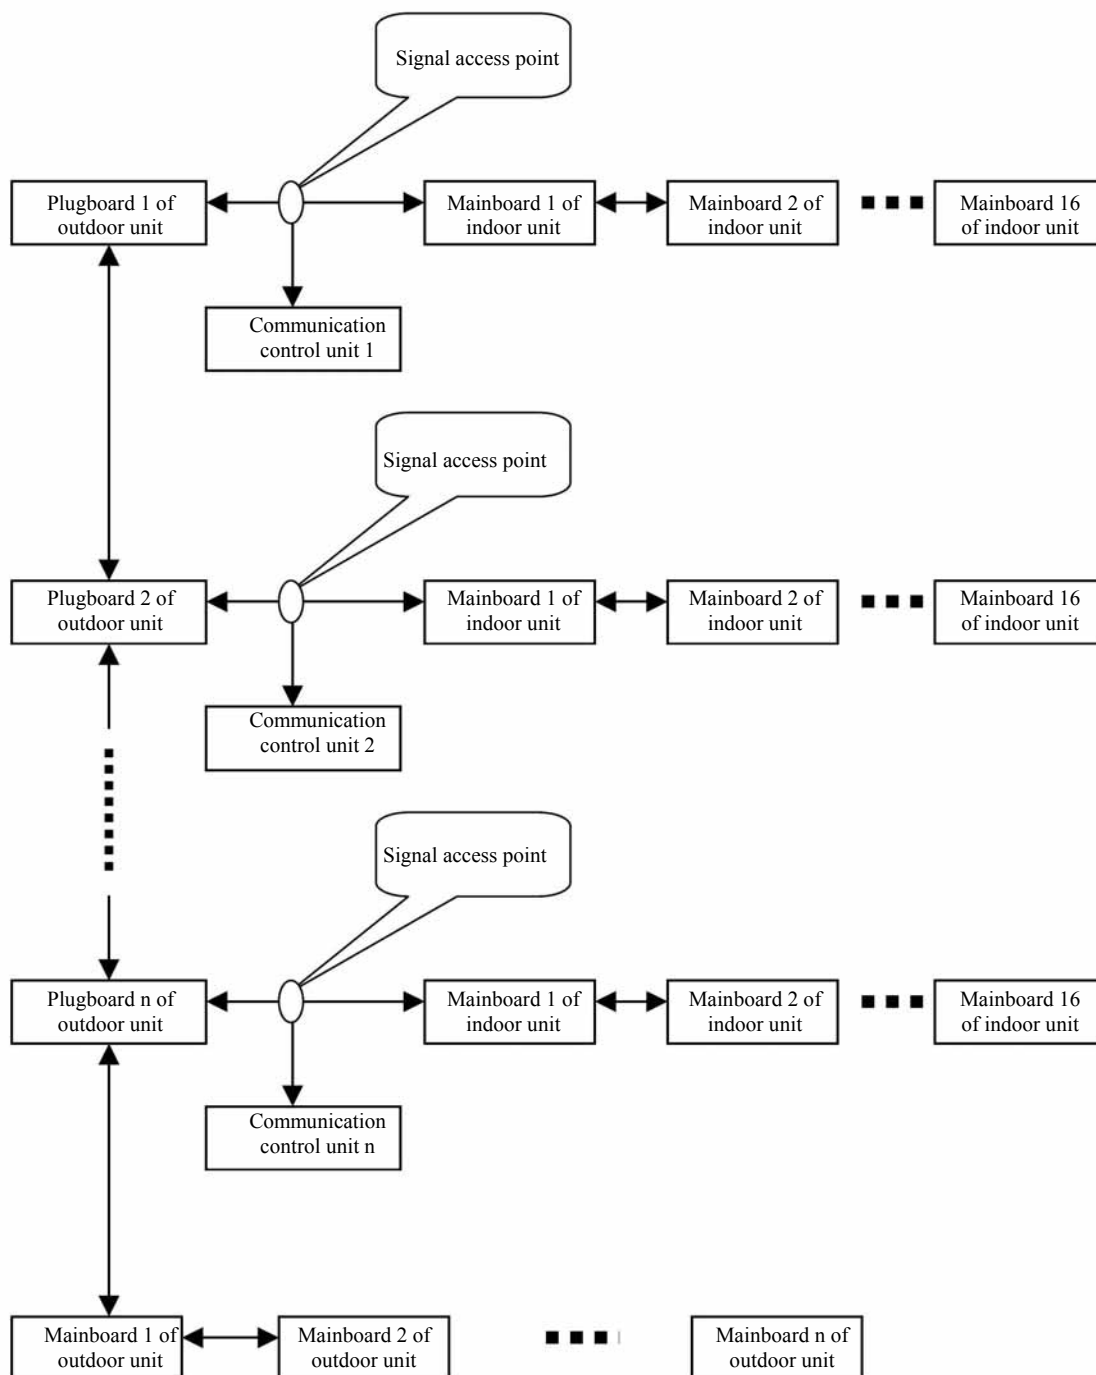 Signal access point
Plugboard 1 of
outdoor unit
Mainboard 1 of
indoor unit
Mainboard 2 of
indoor unit
Mainboard 16
of indoor unit
Communication
control unit 1
Signal access point
Plugboard 2 of
outdoor unit
Mainboard 1 of
indoor unit
Mainboard 2 of
indoor unit
Mainboard 16
of indoor unit
Communication
control unit 2
Signal access point
Plugboard n of
outdoor unit
Mainboard 1 of
indoor unit
Mainboard 2 of
indoor unit
Mainboard 16
of indoor unit
Communication
control unit n
Mainboard 1 of
outdoor unit
Mainboard 2 of
outdoor unit
Mainboard n of
outdoor unit